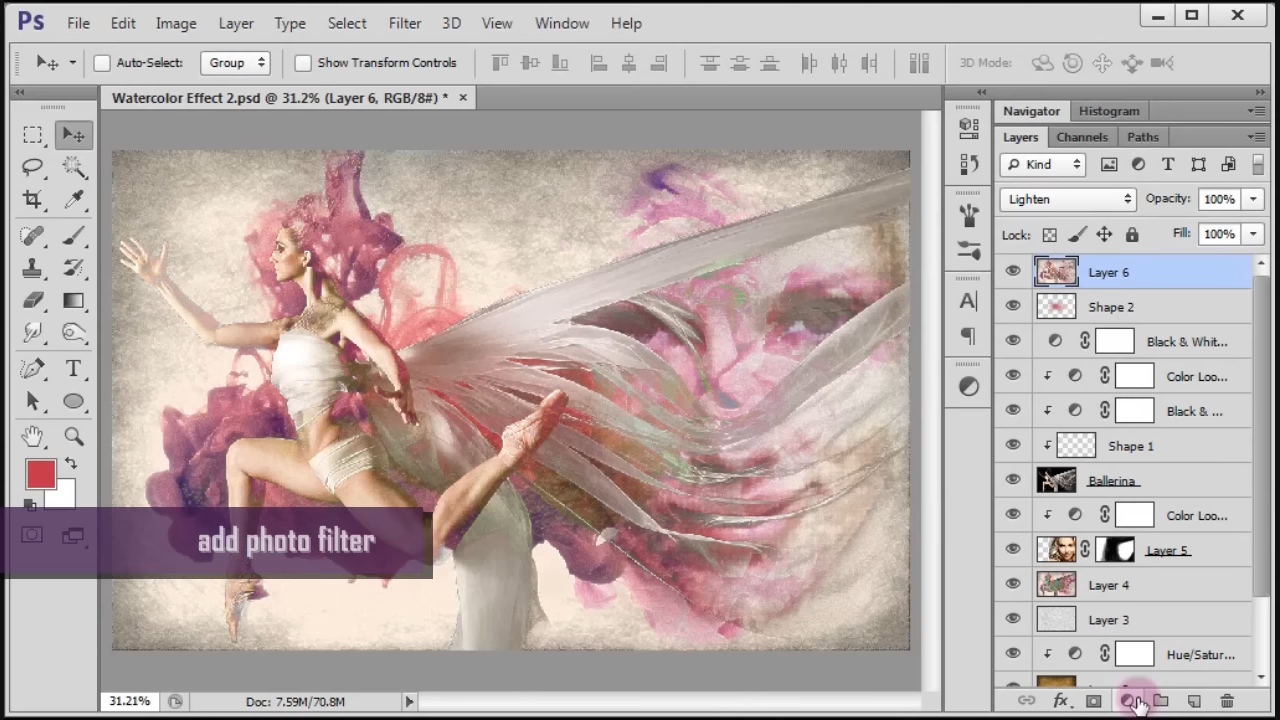 Ps File Edit Image Layer Type Select Filter 3D View Window Help
Auto-Select: Group Show Transform Controls 3D Mode:
Watercolor Effect 2.psd @ 31.2% (Layer 6, RGB/8#) * ×
Navigator Histogram
Layers Channels Paths
Kind
Lighten Opacity: 100%
Lock: Fill: 100%
Layer 6
Shape 2
Black & Whit...
Color Loo...
Black & ...
Shape 1
Ballerina
Color Loo...
Layer 5
Layer 4
Layer 3
Hue/Satur...
add photo filter
31.21% Doc: 7.59M/70.8M